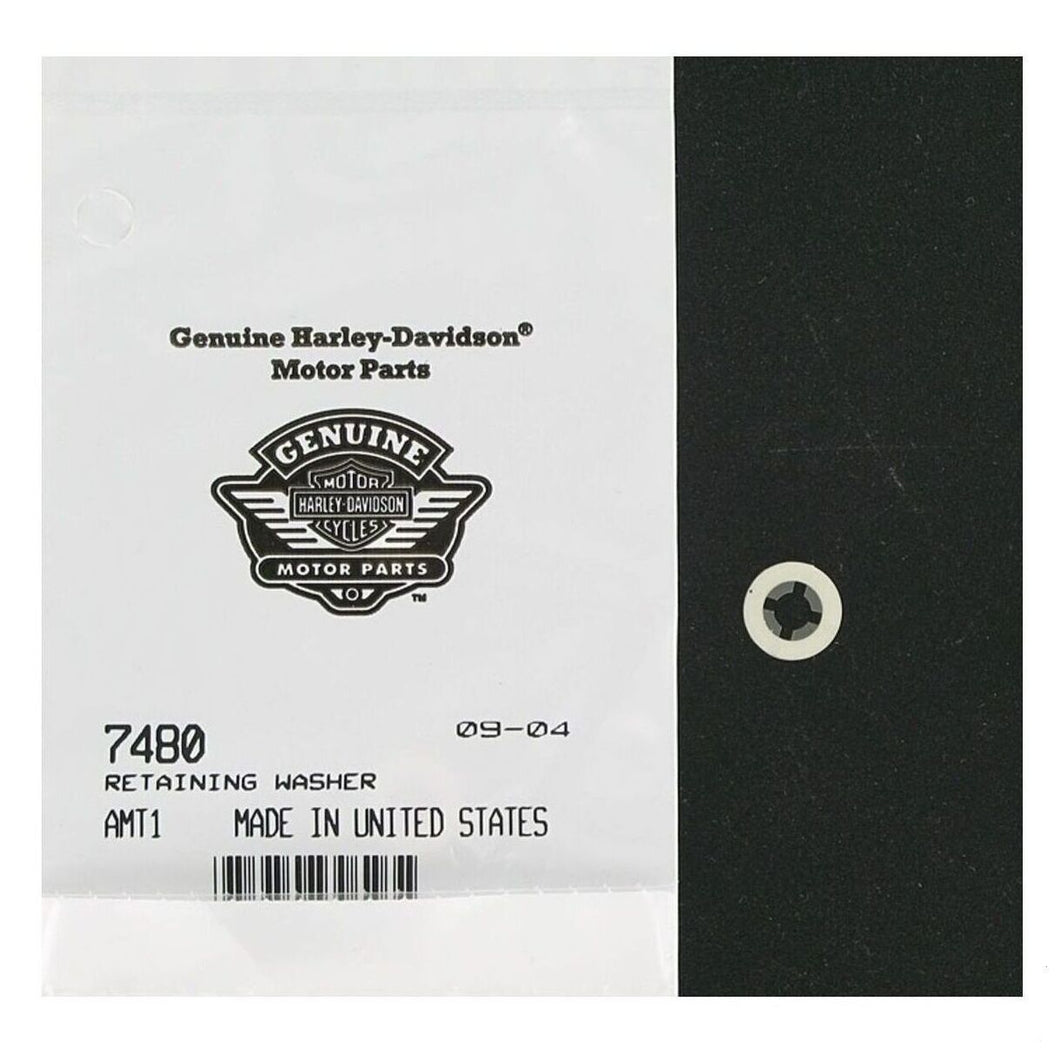 Genuine Harley-Davidson®
Motor Parts
GENUINE
MOTOR
HARLEY-DAVIDSON
CYCLES
MOTOR PARTS
™
7480
09-04
RETAINING WASHER
AMT1 MADE IN UNITED STATES